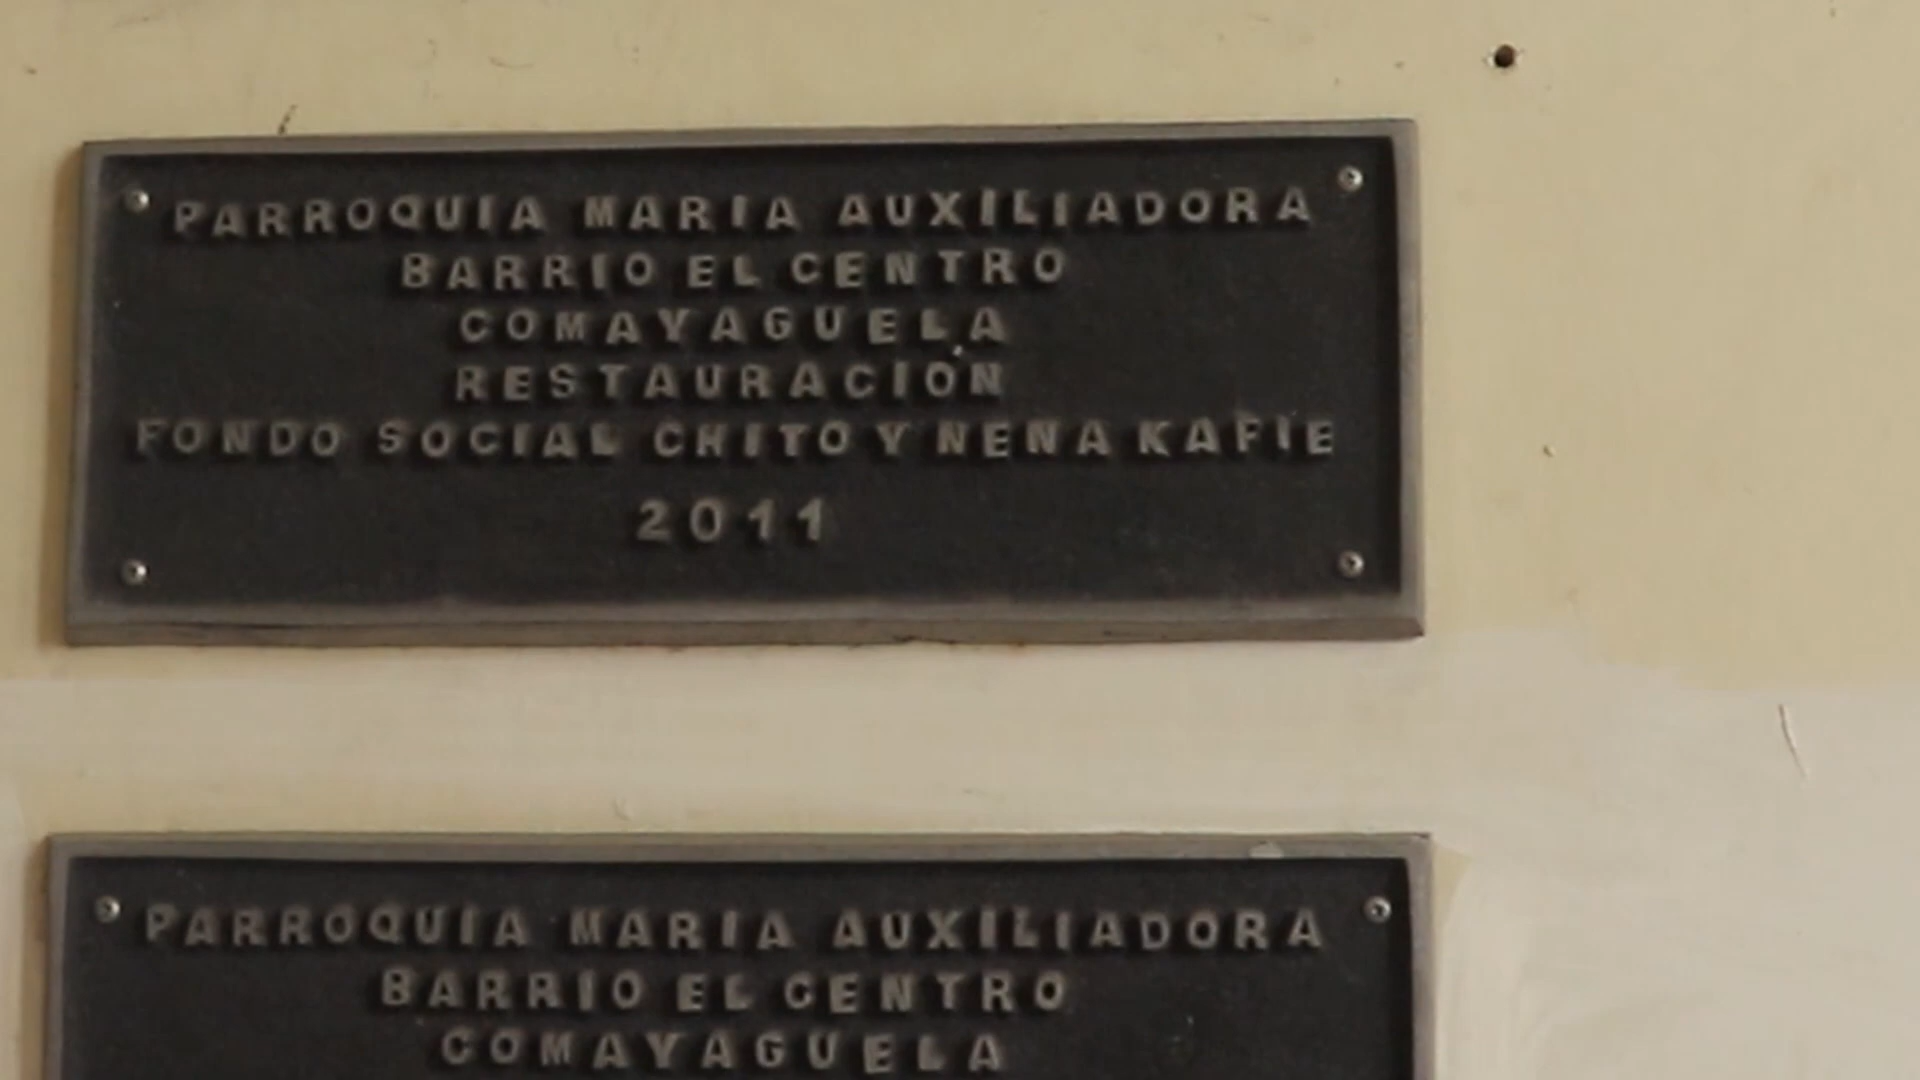 PARROQUIA MARIA AUXILIADORA
BARRIO EL CENTRO
COMAYAGUELA
RESTAURACION
FONDO SOCIAL CHITO Y NENA KAFIE
2011
PARROQUIA MARIA AUXILIADORA
BARRIO EL CENTRO
COMAYAGUELA